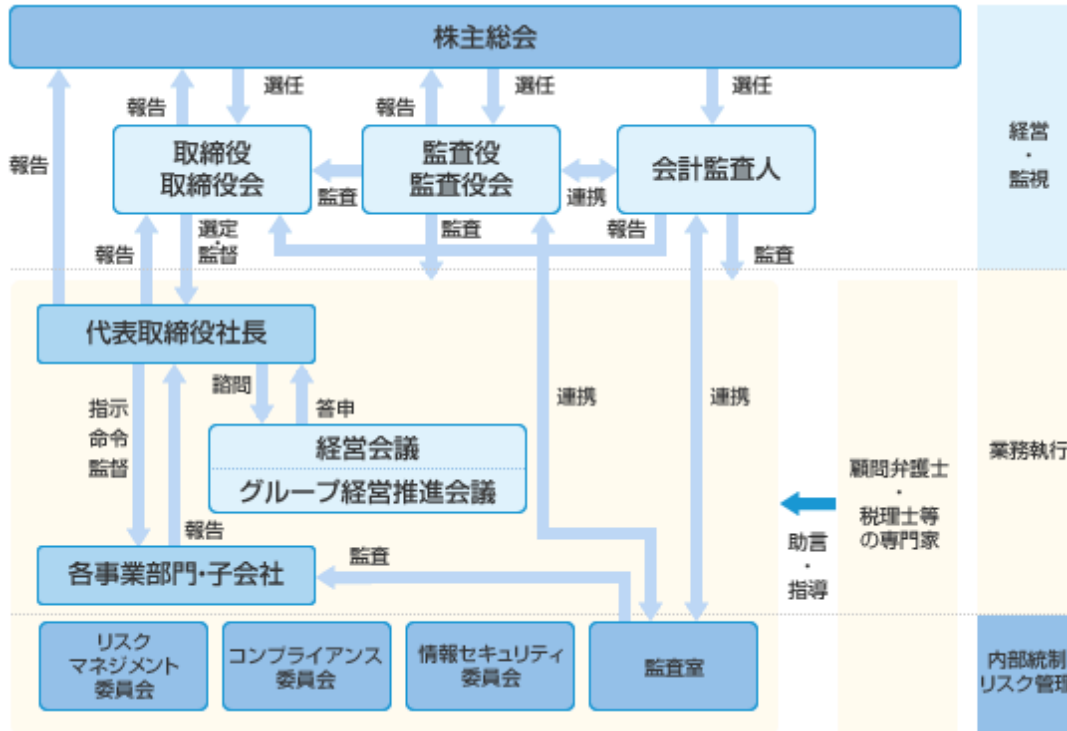 株主総会
選任
報告
選任
報告
選任
報告
取締役
取締役会
監査役
監査役会
会計監査人
監査
連携
経営
・
監視
報告
選定・
監督
監査
報告
監査
代表取締役社長
諮問
答申
指示
命令
監督
連携
連携
経営会議
グループ経営推進会議
顧問弁護士
・
税理士等
の専門家
業務執行
報告
助言
・
指導
各事業部門・子会社
監査
リスク
マネジメント
委員会
コンプライアンス
委員会
情報セキュリティ
委員会
監査室
内部統制
リスク管理